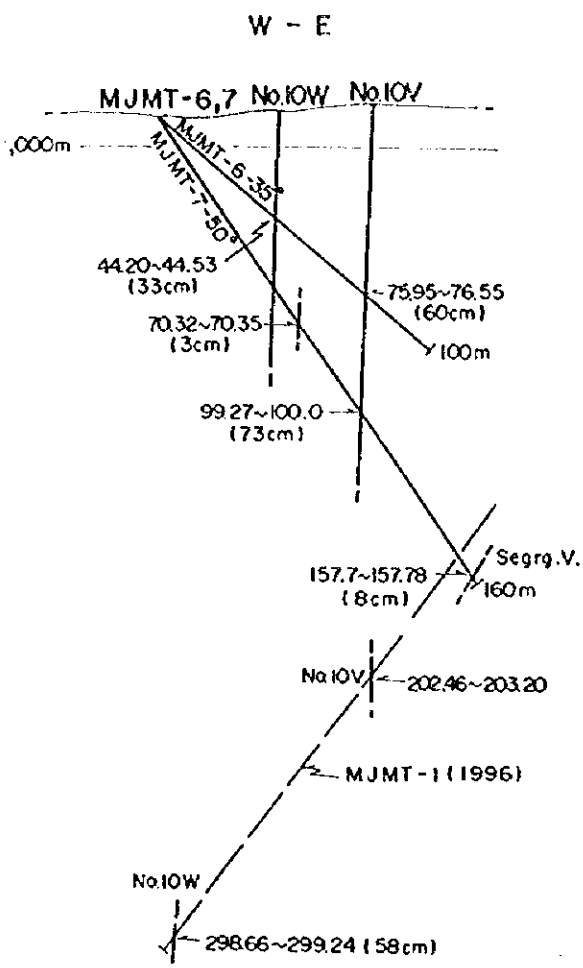 W - E
MJMT-6,7 No.10W No.10V
,000m
MJMT-6-35°
MJMT-7-50°
44.20~44.53
(33cm)
75.95~76.55
(60cm)
70.32~70.35
(3cm)
100m
99.27~100.0
(73cm)
Segrg.V.
157.7~157.78
(8cm)
160m
No.10V
202.46~203.20
MJMT-1 (1996)
No.10W
298.66~299.24 (58cm)